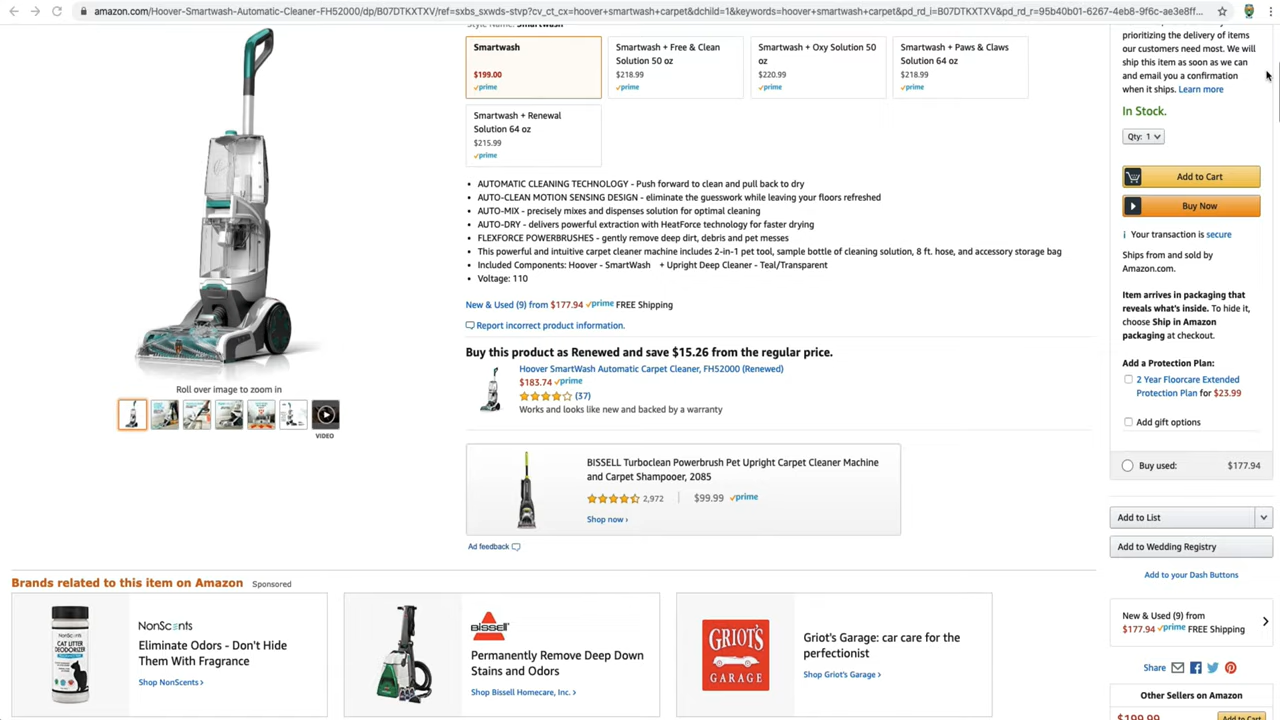 amazon.com/Hoover-Smartwash-Automatic-Cleaner-FH52000/dp/B07DTKXTXV/ref=sxbs_sxwds-stvp?cv_ct_cx=hoover+smartwash+carpet&dchild=1&keywords=hoover+smartwash+carpet&pd_rd_i=B07DTKXTXV&pd_rd_r=95b40b01-6267-4eb8-9f6c-ae3e8ff...
Style Name: Smartwash
Smartwash
$199.00
prime
Smartwash + Free & Clean
Solution 50 oz
$218.99
prime
Smartwash + Oxy Solution 50
oz
$220.99
prime
Smartwash + Paws & Claws
Solution 64 oz
$218.99
prime
Smartwash + Renewal
Solution 64 oz
$215.99
prime
• AUTOMATIC CLEANING TECHNOLOGY - Push forward to clean and pull back to dry
• AUTO-CLEAN MOTION SENSING DESIGN - eliminate the guesswork while leaving your floors refreshed
• AUTO-MIX - precisely mixes and dispenses solution for optimal cleaning
• AUTO-DRY - delivers powerful extraction with HeatForce technology for faster drying
• FLEXFORCE POWERBRUSHES - gently remove deep dirt, debris and pet messes
• This powerful and intuitive carpet cleaner machine includes 2-in-1 pet tool, sample bottle of cleaning solution, 8 ft. hose, and accessory storage bag
• Included Components: Hoover - SmartWash + Upright Deep Cleaner - Teal/Transparent
• Voltage: 110
New & Used (9) from $177.94 prime FREE Shipping
Report incorrect product information.
Buy this product as Renewed and save $15.26 from the regular price.
Hoover SmartWash Automatic Carpet Cleaner, FH52000 (Renewed)
$183.74 prime
(37)
Works and looks like new and backed by a warranty
BISSELL Turboclean Powerbrush Pet Upright Carpet Cleaner Machine
and Carpet Shampooer, 2085
2,972 | $99.99 prime
Shop now ›
Ad feedback
Roll over image to zoom in
VIDEO
prioritizing the delivery of items
our customers need most. We will
ship this item as soon as we can
and email you a confirmation
when it ships. Learn more
In Stock.
Qty: 1
Add to Cart
Buy Now
Your transaction is secure
Ships from and sold by
Amazon.com.
Item arrives in packaging that
reveals what's inside. To hide it,
choose Ship in Amazon
packaging at checkout.
Add a Protection Plan:
2 Year Floorcare Extended
Protection Plan for $23.99
Add gift options
Buy used: $177.94
Add to List
Add to Wedding Registry
Add to your Dash Buttons
New & Used (9) from
$177.94 prime FREE Shipping
Share
Other Sellers on Amazon
$199.99
Add to Cart
Brands related to this item on Amazon Sponsored
NonScents
CAT LITTER
DEODORIZER
NonScents
Eliminate Odors - Don't Hide
Them With Fragrance
Shop NonScents ›
BISSELL
Permanently Remove Deep Down
Stains and Odors
Shop Bissell Homecare, Inc. ›
GRIOT'S
GARAGE
Griot's Garage: car care for the
perfectionist
Shop Griot's Garage ›